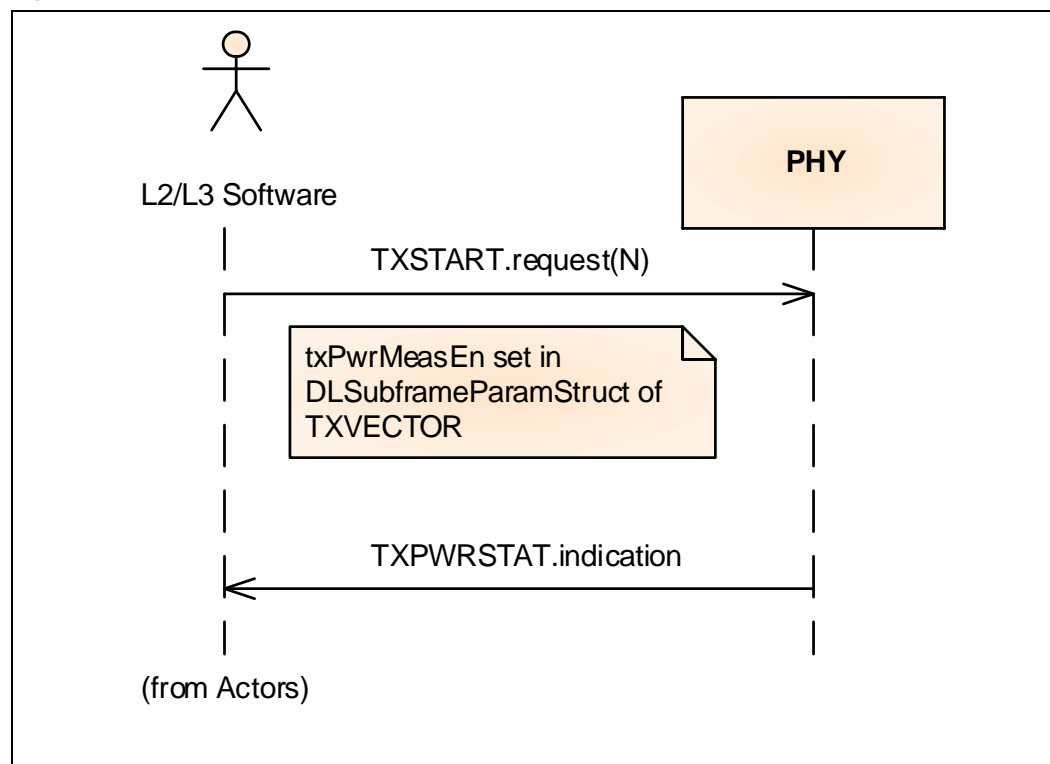 PHY
L2/L3 Software
TXSTART.request(N)
txPwrMeasEn set in
DLSubframeParamStruct of
TXVECTOR
TXPWRSTAT.indication
(from Actors)